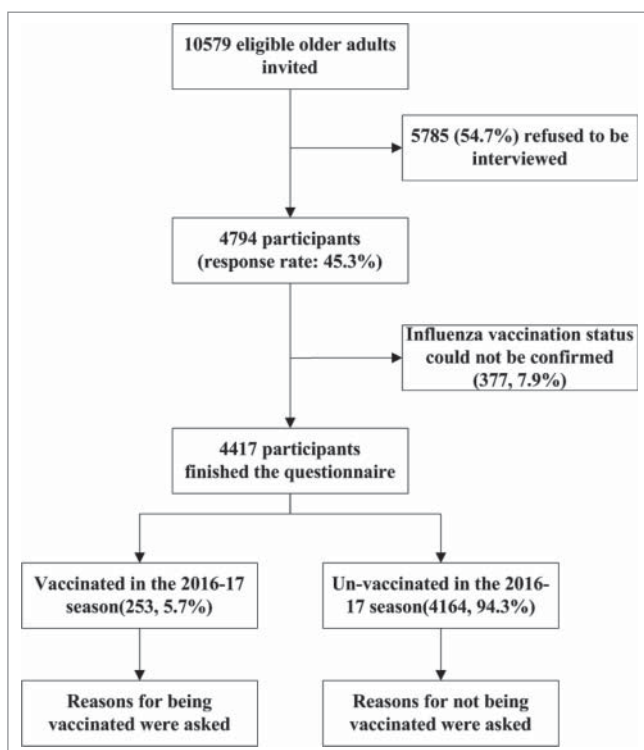 10579 eligible older adults
invited
5785 (54.7%) refused to be
interviewed
4794 participants
(response rate: 45.3%)
Influenza vaccination status
could not be confirmed
(377, 7.9%)
4417 participants
finished the questionnaire
Vaccinated in the 2016-17
season(253, 5.7%)
Un-vaccinated in the 2016-
17 season(4164, 94.3%)
Reasons for being
vaccinated were asked
Reasons for not being
vaccinated were asked